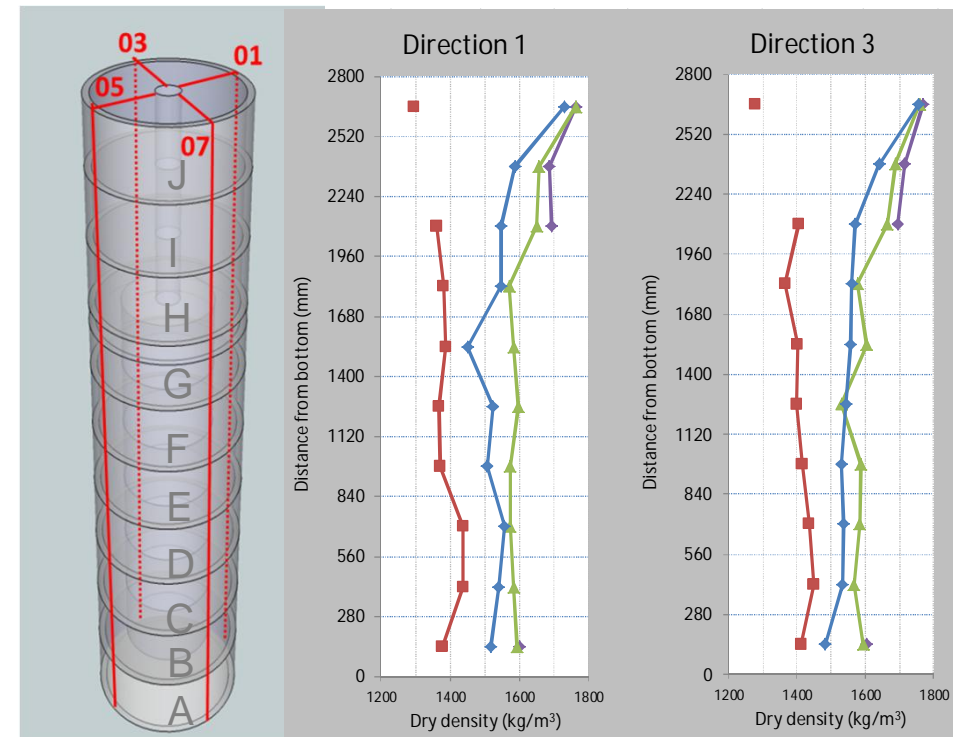 03
01
05
07
J
I
H
G
F
E
D
C
B
A
Direction 1
2800
2520
2240
1960
1680
1400
1120
840
560
280
0
Distance from bottom (mm)
1200 1400 1600 1800
Dry density (kg/m³)
Direction 3
2800
2520
2240
1960
1680
1400
1120
840
560
280
0
Distance from bottom (mm)
1200 1400 1600 1800
Dry density (kg/m³)